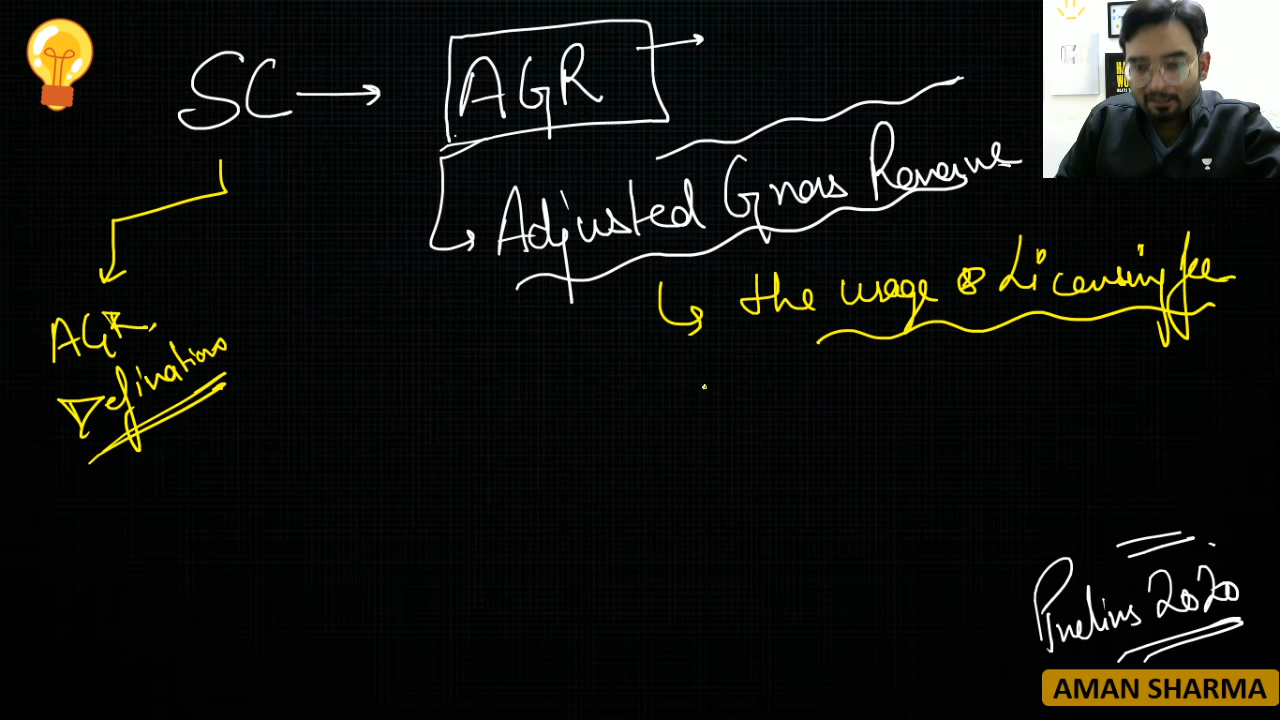 SC → AGR →
Adjusted Gross Revenue
the usage & Licensing fee
AGR
Definations
Prelims 2020
AMAN SHARMA